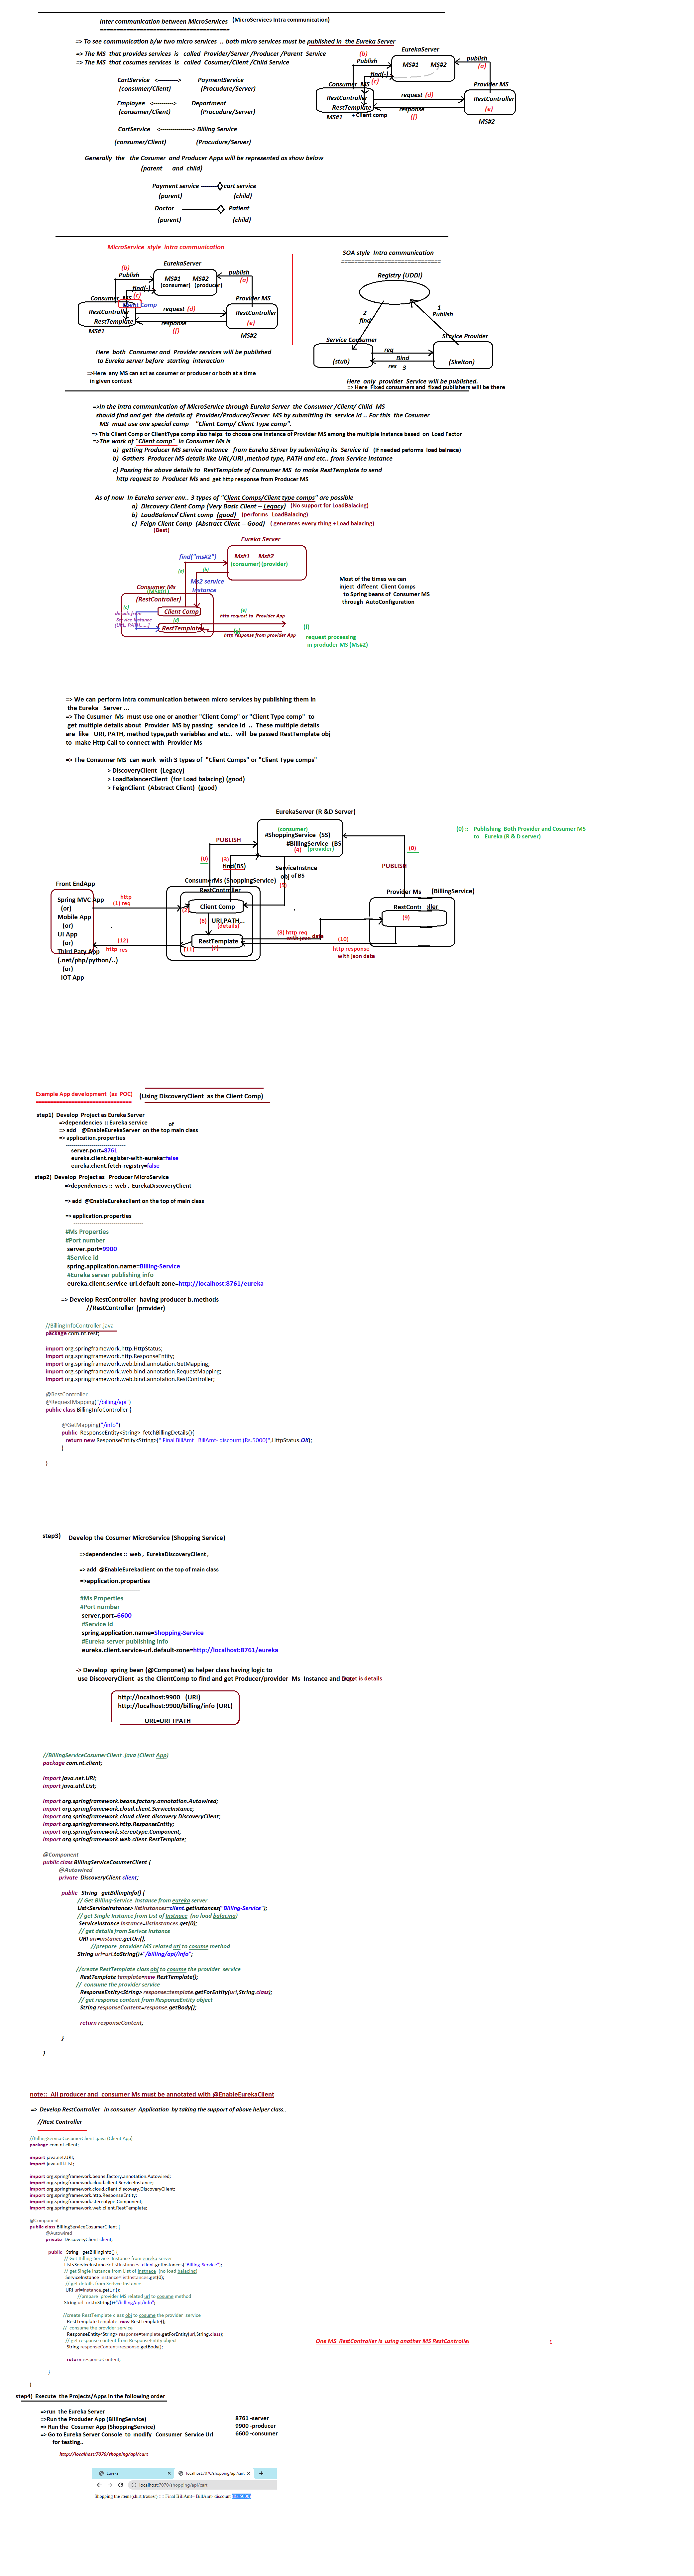 Inter communication between MicroServices (MicroServices Intra communication)
=====================================
=> To see communication b/w two micro services .. both micro services must be published in the Eureka Server
=> The MS that provides services is called Provider/Server /Producer /Parent Service
=> The MS that cosumes services is called Cosumer/Client /Child Service
CartService <-----------> PaymentService
(consumer/Client) (Procudure/Server)
Employee <----------> Department
(consumer/Client) (Procudure/Server)
CartService <---------------> Billing Service
(consumer/Client) (Procudure/Server)
EurekaServer
(b)
Publish
MS#1 MS#2
publish
(a)
find(-)
(c)
Consumer MS
Provider MS
RestController
RestTemplate
request (d)
RestController
response
(e)
(f)
MS#1
+ Client comp
MS#2
Generally the the Cosumer and Producer Apps will be represented as show below
(parent and child)
Payment service cart service
(parent) (child)
Doctor Patient
(parent) (child)
MicroService style intra communication
EurekaServer
(b)
Publish
MS#1 MS#2
(consumer) (producer)
publish
(a)
find(-)
(c)
Consumer MS
Client Comp
Provider MS
RestController
RestTemplate
request (d)
RestController
response
(e)
(f)
MS#1
MS#2
Here both Consumer and Provider services will be published
to Eureka server before starting interaction
=>Here any MS can act as cosumer or producer or both at a time
in given context
SOA style Intra communication
============================
Registry (UDDI)
2
find
1
Publish
Service Consumer
Service Provider
(stub)
req
Bind
res 3
(Skelton)
Here only provider Service will be published.
=> Here Fixed consumers and fixed publishers will be there
=>In the intra communication of MicroService through Eureka Server the Consumer /Client/ Child MS
should find and get the details of Provider/Producer/Server MS by submitting its service Id .. For this the Cosumer
MS must use one special comp "Client Comp/ Client Type comp".
=> This Client Comp or ClientType comp also helps to choose one instance of Provider MS among the multiple instance based on Load Factor
=>The work of "Client comp" in Consumer Ms is
a) getting Producer MS service Instance from Eureka SErver by submitting its Service Id (if needed peforms load balnace)
b) Gathers Producer MS details like URL/URI ,method type, PATH and etc.. from Service Instance
c) Passing the above details to RestTemplate of Consumer MS to make RestTemplate to send
http request to Producer Ms and get http response from Producer MS
As of now in Eureka server env.. 3 types of "Client Comps/Client type comps" are possible
a) Discovery Client Comp (Very Basic Client -- Legacy) (No support for LoadBalacing)
b) LoadBalance Client comp (good) (performs LoadBalacing)
c) Feign Client Comp (Abstract Client -- Good) ( generates every thing + Load balacing)
(Best)
Eureka Server
find("ms#2")
Ms#1 Ms#2
(consumer)(provider)
(a)
(b)
Ms2 service
Instance
Consumer Ms
(RestController)
(c)
details from
Service instance
(URL, PATH,....)
Client Comp
(d)
RestTemplate
(e)
http request to Provider App
(g)
http response from provider App
(f)
request processing
in produder MS (Ms#2)
Most of the times we can
inject diffeent Client Comps
to Spring beans of Consumer MS
through AutoConfiguration
=> We can perform intra communication between micro services by publishing them in
the Eureka Server ...
=> The Cusumer Ms must use one or another "Client Comp" or "Client Type comp" to
get multiple details about Provider MS by passing service Id .. These multiple details
are like URI, PATH, method type,path variables and etc.. will be passed RestTemplate obj
to make Http Call to connect with Provider Ms
=> The Consumer MS can work with 3 types of "Client Comps" or "Client Type comps"
> DiscoveryClient (Legacy)
> LoadBalancerClient (for Load balacing) (good)
> FeignClient (Abstract Client) (good)
EurekaServer (R &D Server)
(consumer)
#ShoppingService (SS)
#BillingService (BS)
(4) (provider)
PUBLISH
(0)
(3)
find(BS)
ServiceInstnce
obj of BS
(5)
PUBLISH
(0)
(0) :: Publishing Both Provider and Cosumer MS
to Eureka (R & D server)
Front EndApp
Spring MVC App
(or)
Mobile App
(or)
UI App
(or)
Third Paty App
(.net/php/python/..)
(or)
IOT App
http
(1) req
(12)
http res
ConsumerMs (ShoppingService)
RestController
Client Comp
(2)
(6) URI,PATH,..
(details)
RestTemplate
(11)
(7)
(8) http req
with json data
(10)
http response
with json data
Provider Ms (BillingService)
RestController
(9)
Example App development (as POC) (Using DiscoveryClient as the Client Comp)
================================
step1) Develop Project as Eureka Server
=>dependencies :: Eureka service of
=> add @EnableEurekaServer on the top main class
=> application.properties
----------------------------
server.port=8761
eureka.client.register-with-eureka=false
eureka.client.fetch-registry=false
step2) Develop Project as Producer MicroService
=>dependencies :: web , EurekaDiscoveryClient
=> add @EnableEurekaclient on the top of main class
=> application.properties
---------------------------------
#Ms Properties
#Port number
server.port=9900
#Service id
spring.application.name=Billing-Service
#Eureka server publishing info
eureka.client.service-url.default-zone=http://localhost:8761/eureka
=> Develop RestController having producer b.methods
//RestController (provider)
//BillingInfoController.java
package com.nt.rest;
import org.springframework.http.HttpStatus;
import org.springframework.http.ResponseEntity;
import org.springframework.web.bind.annotation.GetMapping;
import org.springframework.web.bind.annotation.RequestMapping;
import org.springframework.web.bind.annotation.RestController;
@RestController
@RequestMapping("/billing/api")
public class BillingInfoController {
@GetMapping("/info")
public ResponseEntity<String> fetchBillingDetails(){
return new ResponseEntity<String>(" Final BillAmt= BillAmt- discount (Rs.5000)",HttpStatus.OK);
}
}
step3) Develop the Cosumer MicroService (Shopping Service)
=>dependencies :: web , EurekaDiscoveryClient ,
=> add @EnableEurekaclient on the top of main class
=>application.properties
----------------------------
#Ms Properties
#Port number
server.port=6600
#Service id
spring.application.name=Shopping-Service
#Eureka server publishing info
eureka.client.service-url.default-zone=http://localhost:8761/eureka
-> Develop spring bean (@Componet) as helper class having logic to
use DiscoveryClient as the ClientComp to find and get Producer/provider Ms Instance and is details
http://localhost:9900 (URI)
http://localhost:9900/billing/info (URL)
URL=URI +PATH
//BillingServiceCosumerClient .java (Client App)
package com.nt.client;
import java.net.URI;
import java.util.List;
import org.springframework.beans.factory.annotation.Autowired;
import org.springframework.cloud.client.ServiceInstance;
import org.springframework.cloud.client.discovery.DiscoveryClient;
import org.springframework.http.ResponseEntity;
import org.springframework.stereotype.Component;
import org.springframework.web.client.RestTemplate;
@Component
public class BillingServiceCosumerClient {
@Autowired
private DiscoveryClient client;
public String getBillingInfo() {
// Get Billing-Service Instance from eureka server
List<ServiceInstance> listInstances=client.getInstances("Billing-Service");
// get Single Instance from List of Instnace (no load balacing)
ServiceInstance instance=listInstances.get(0);
// get details from Serivce Instance
URI uri=instance.getUri();
//prepare provider MS related url to cosume method
String url=uri.toString()+"/billing/api/info";
//create RestTemplate class obj to cosume the provider service
RestTemplate template=new RestTemplate();
// consume the provider service
ResponseEntity<String> response=template.getForEntity(url,String.class);
// get response content from ResponseEntity object
String responseContent=response.getBody();
return responseContent;
}
}
note:: All producer and consumer Ms must be annotated with @EnableEurekaClient
=> Develop RestController in consumer Application by taking the support of above helper class..
//Rest Controller
//BillingServiceCosumerClient .java (Client App)
package com.nt.client;
import java.net.URI;
import java.util.List;
import org.springframework.beans.factory.annotation.Autowired;
import org.springframework.cloud.client.ServiceInstance;
import org.springframework.cloud.client.discovery.DiscoveryClient;
import org.springframework.http.ResponseEntity;
import org.springframework.stereotype.Component;
import org.springframework.web.client.RestTemplate;
@Component
public class BillingServiceCosumerClient {
@Autowired
private DiscoveryClient client;
public String getBillingInfo() {
// Get Billing-Service Instance from eureka server
List<ServiceInstance> listInstances=client.getInstances("Billing-Service");
// get Single Instance from List of Instnace (no load balacing)
ServiceInstance instance=listInstances.get(0);
// get details from Serivce Instance
URI uri=instance.getUri();
//prepare provider MS related url to cosume method
String url=uri.toString()+"/billing/api/info";
//create RestTemplate class obj to cosume the provider service
RestTemplate template=new RestTemplate();
// consume the provider service
ResponseEntity<String> response=template.getForEntity(url,String.class);
// get response content from ResponseEntity object
String responseContent=response.getBody();
return responseContent;
}
}
One MS RestController is using another MS RestControlle. r
step4) Execute the Projects/Apps in the following order
=>run the Eureka Server
=>Run the Produder App (BillingService)
=> Run the Cosumer App (ShoppingService)
=> Go to Eureka Server Console to modify Consumer Service Url
for testing..
8761 -server
9900 -producer
6600 -consumer
http://localhost:7070/shopping/api/cart
Eureka
localhost:7070/shopping/api/cart
localhost:7070/shopping/api/cart
Shopping the items(shirt,trouser) ::: Final BillAmt= BillAmt- discount (Rs.5000)